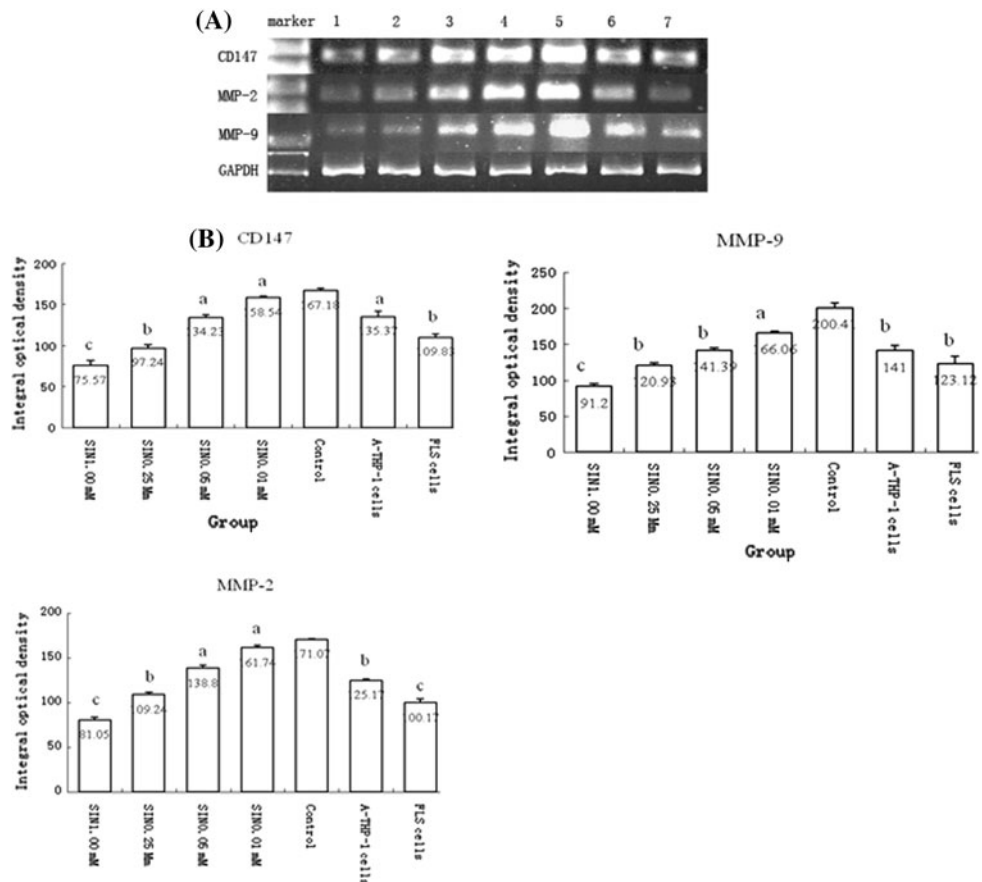 (A)
marker 1 2 3 4 5 6 7
CD147
MMP-2
MMP-9
GAPDH
(B) CD147
Integral optical density
200
150
100
50
0
c b a a a b
75.57 97.24 134.23 158.54 167.18 135.37 109.83
SIN1.00 mM
SIN0.25 Mm
SIN0.05 mM
SIN0.01 mM
Control
A-THP-1 cells
FLS cells
Group
MMP-9
Integral optical density
250
200
150
100
50
0
c b b a b b
91.2 120.93 141.39 166.06 200.41 141 123.12
SIN1.00 mM
SIN0.25 Mm
SIN0.05 mM
SIN0.01 mM
Control
A-THP-1 cells
FLS cells
Group
MMP-2
Integral optical density
200
150
100
50
0
c b a a b c
81.05 109.24 138.8 161.74 171.07 125.17 100.17
SIN1.00 mM
SIN0.25 Mm
SIN0.05 mM
SIN0.01 mM
Control
A-THP-1 cells
FLS cells